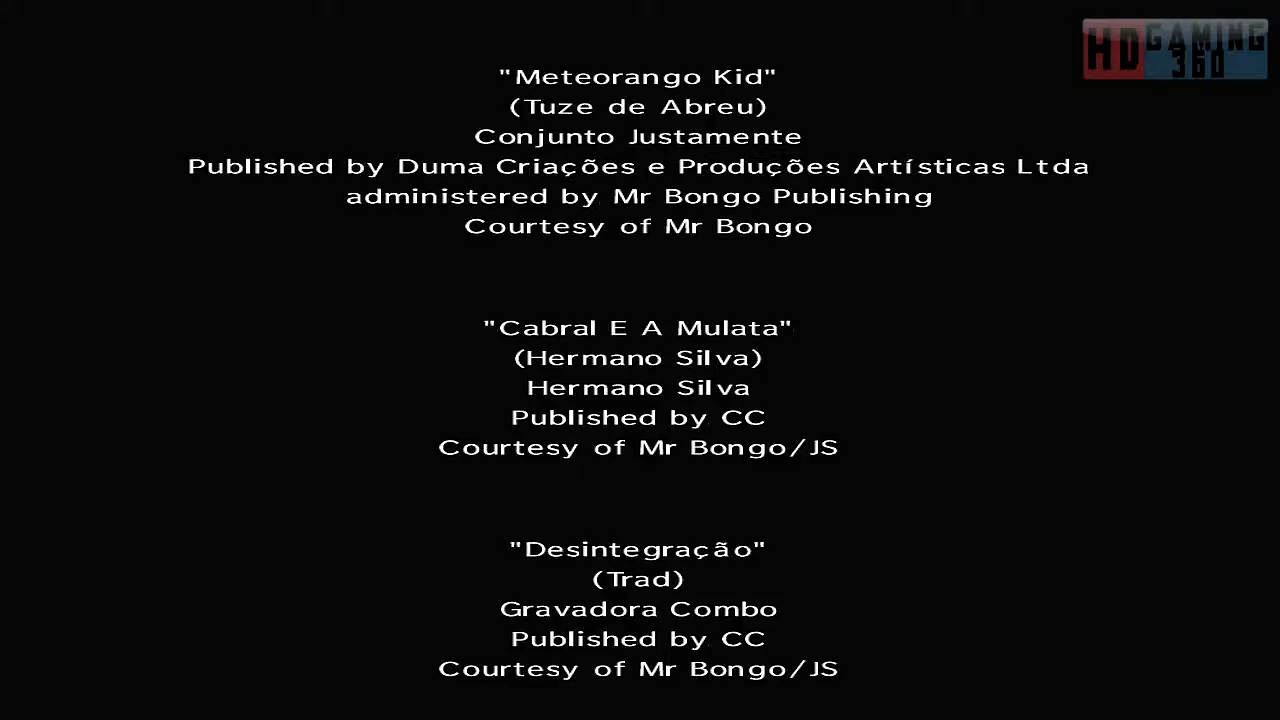 HD GAMING 360
"Meteorango Kid"
(Tuze de Abreu)
Conjunto Justamente
Published by Duma Criações e Produções Artísticas Ltda
administered by Mr Bongo Publishing
Courtesy of Mr Bongo
"Cabral E A Mulata"
(Hermano Silva)
Hermano Silva
Published by CC
Courtesy of Mr Bongo/JS
"Desintegração"
(Trad)
Gravadora Combo
Published by CC
Courtesy of Mr Bongo/JS